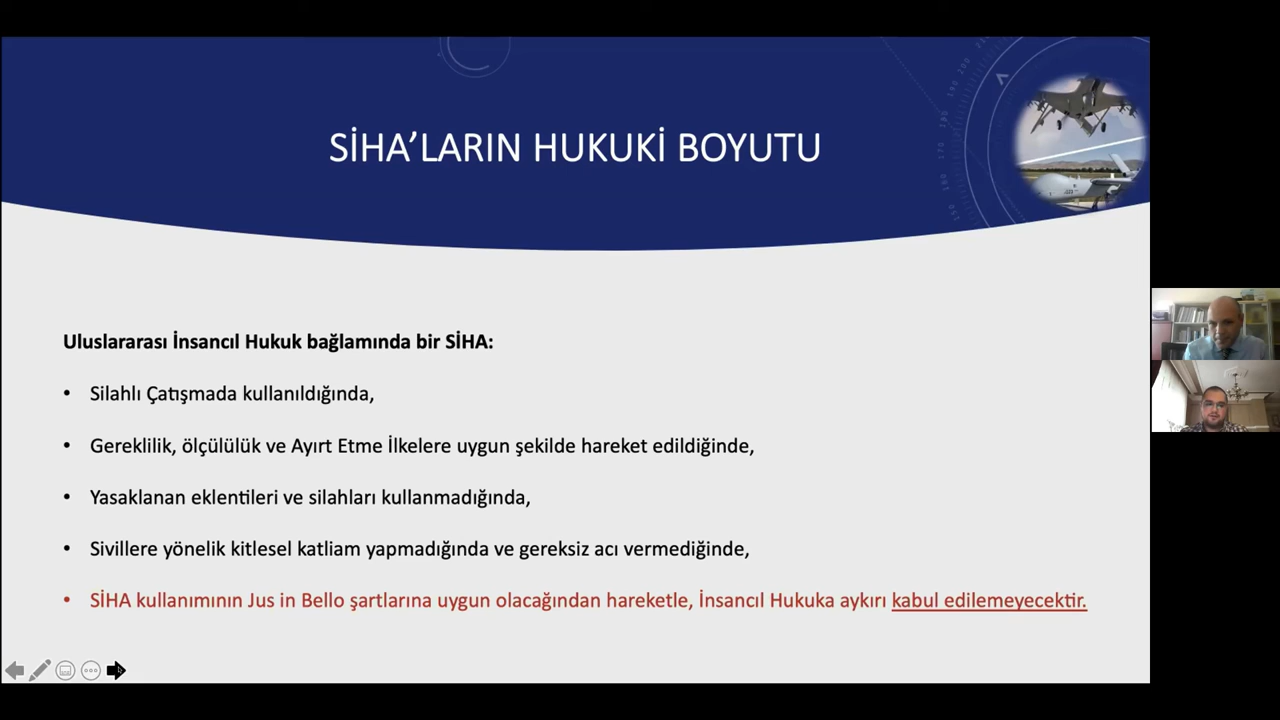 SİHA'LARIN HUKUKİ BOYUTU
Uluslararası İnsancıl Hukuk bağlamında bir SİHA:
• Silahlı Çatışmada kullanıldığında,
• Gereklilik, ölçülülük ve Ayırt Etme İlkelere uygun şekilde hareket edildiğinde,
• Yasaklanan eklentileri ve silahları kullanmadığında,
• Sivillere yönelik kitlesel katliam yapmadığında ve gereksiz acı vermediğinde,
• SİHA kullanımının Jus in Bello şartlarına uygun olacağından hareketle, İnsancıl Hukuka aykırı kabul edilemeyecektir.